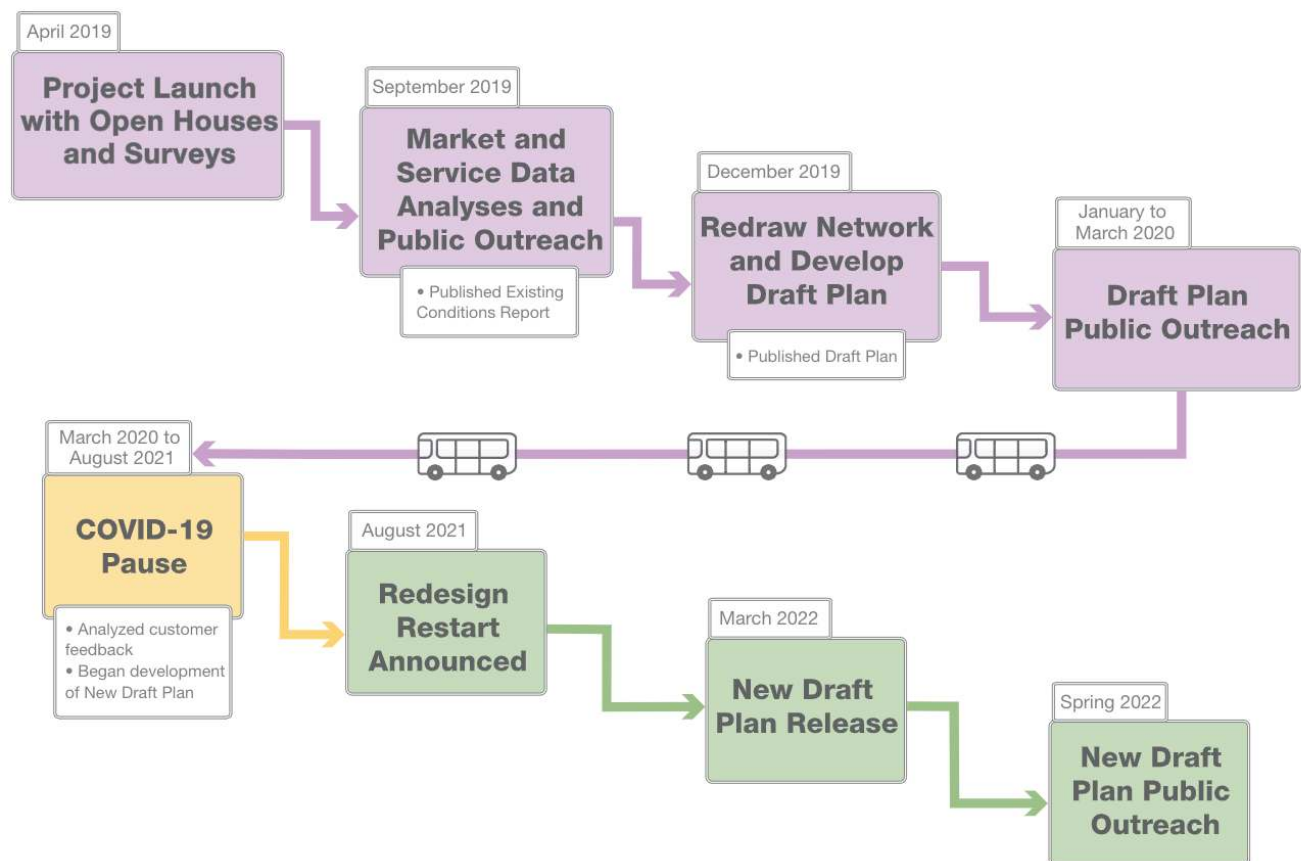 April 2019
Project Launch
with Open Houses
and Surveys
September 2019
Market and
Service Data
Analyses and
Public Outreach
• Published Existing
Conditions Report
December 2019
Redraw Network
and Develop
Draft Plan
• Published Draft Plan
January to
March 2020
Draft Plan
Public Outreach
March 2020 to
August 2021
COVID-19
Pause
• Analyzed customer
feedback
• Began development
of New Draft Plan
August 2021
Redesign
Restart
Announced
March 2022
New Draft
Plan Release
Spring 2022
New Draft
Plan Public
Outreach